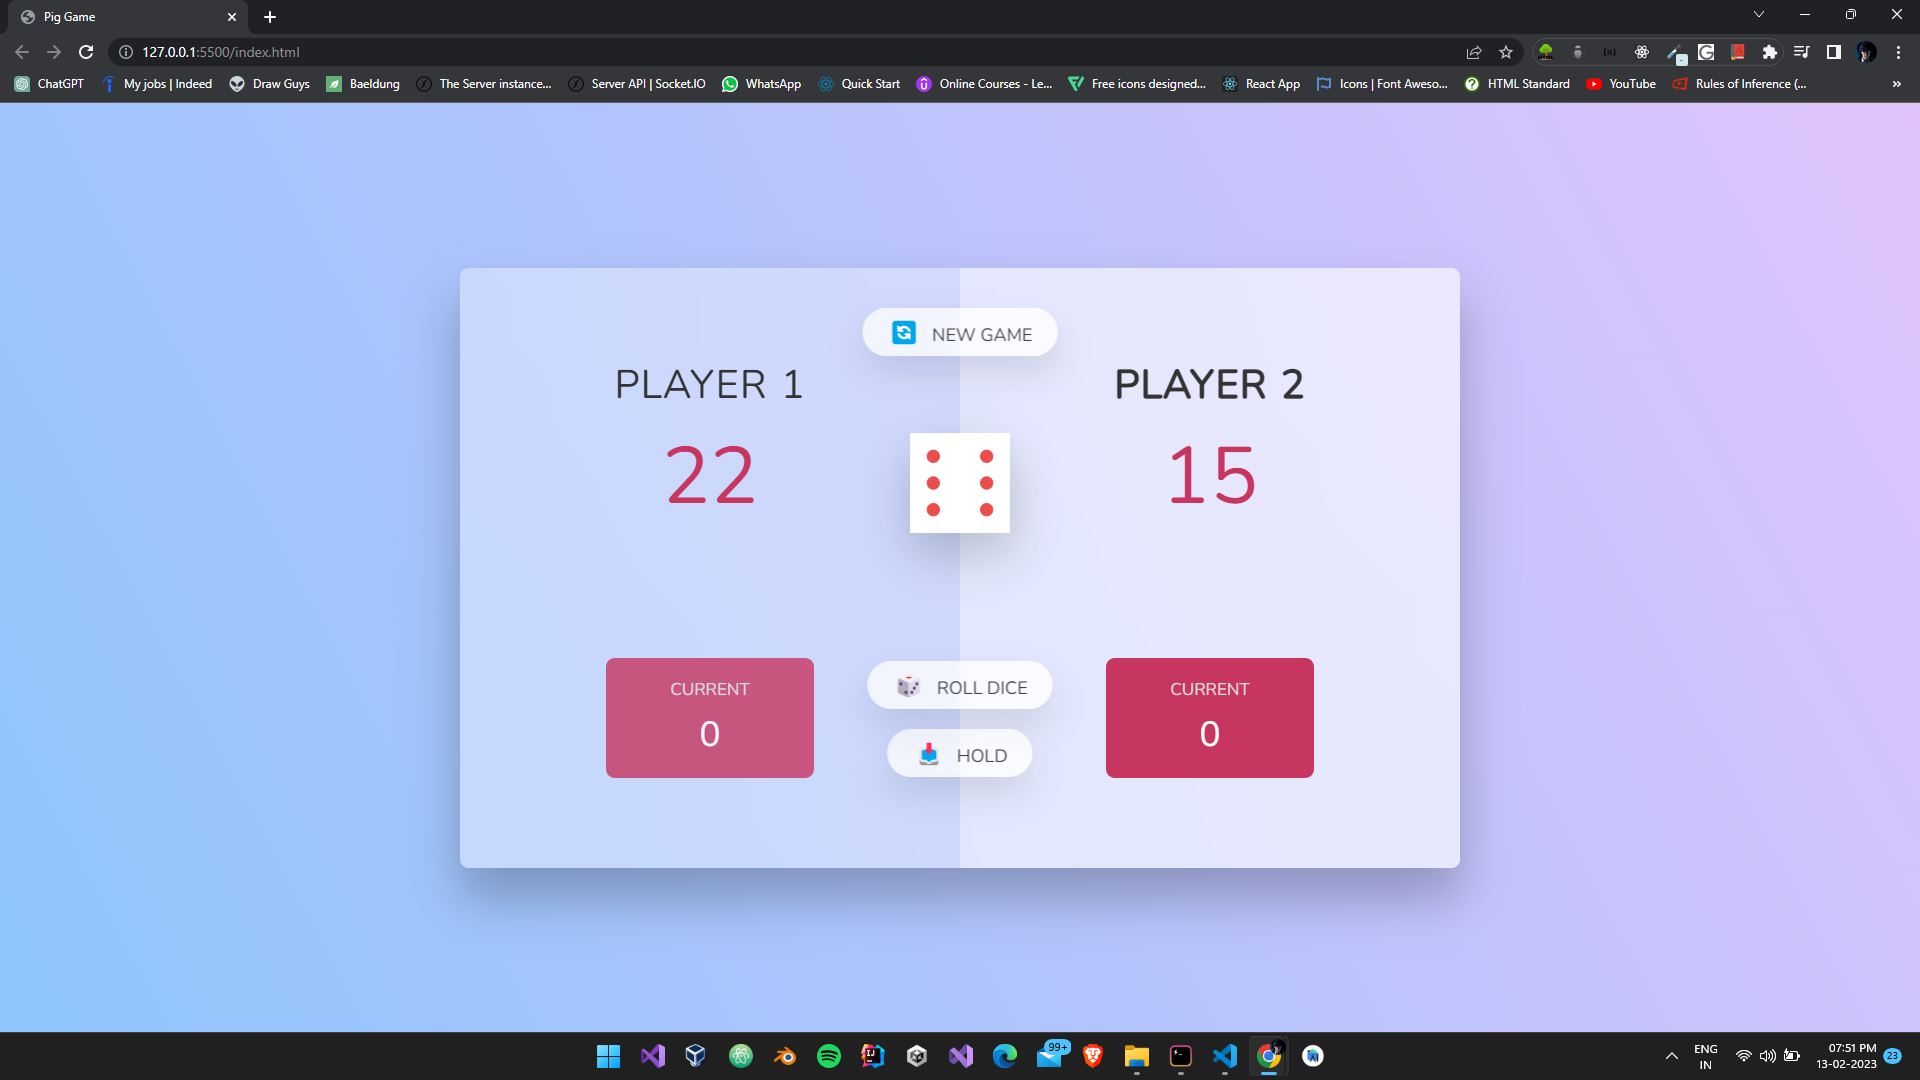 Pig Game
127.0.0.1:5500/index.html
ChatGPT
My jobs | Indeed
Draw Guys
Baeldung
The Server instance...
Server API | Socket.IO
WhatsApp
Quick Start
Online Courses - Le...
Free icons designed...
React App
Icons | Font Aweso...
HTML Standard
YouTube
Rules of Inference (...
»
NEW GAME
PLAYER 1
PLAYER 2
22
15
CURRENT
0
ROLL DICE
HOLD
CURRENT
0
99+
ENG
IN
07:51 PM
13-02-2023
23